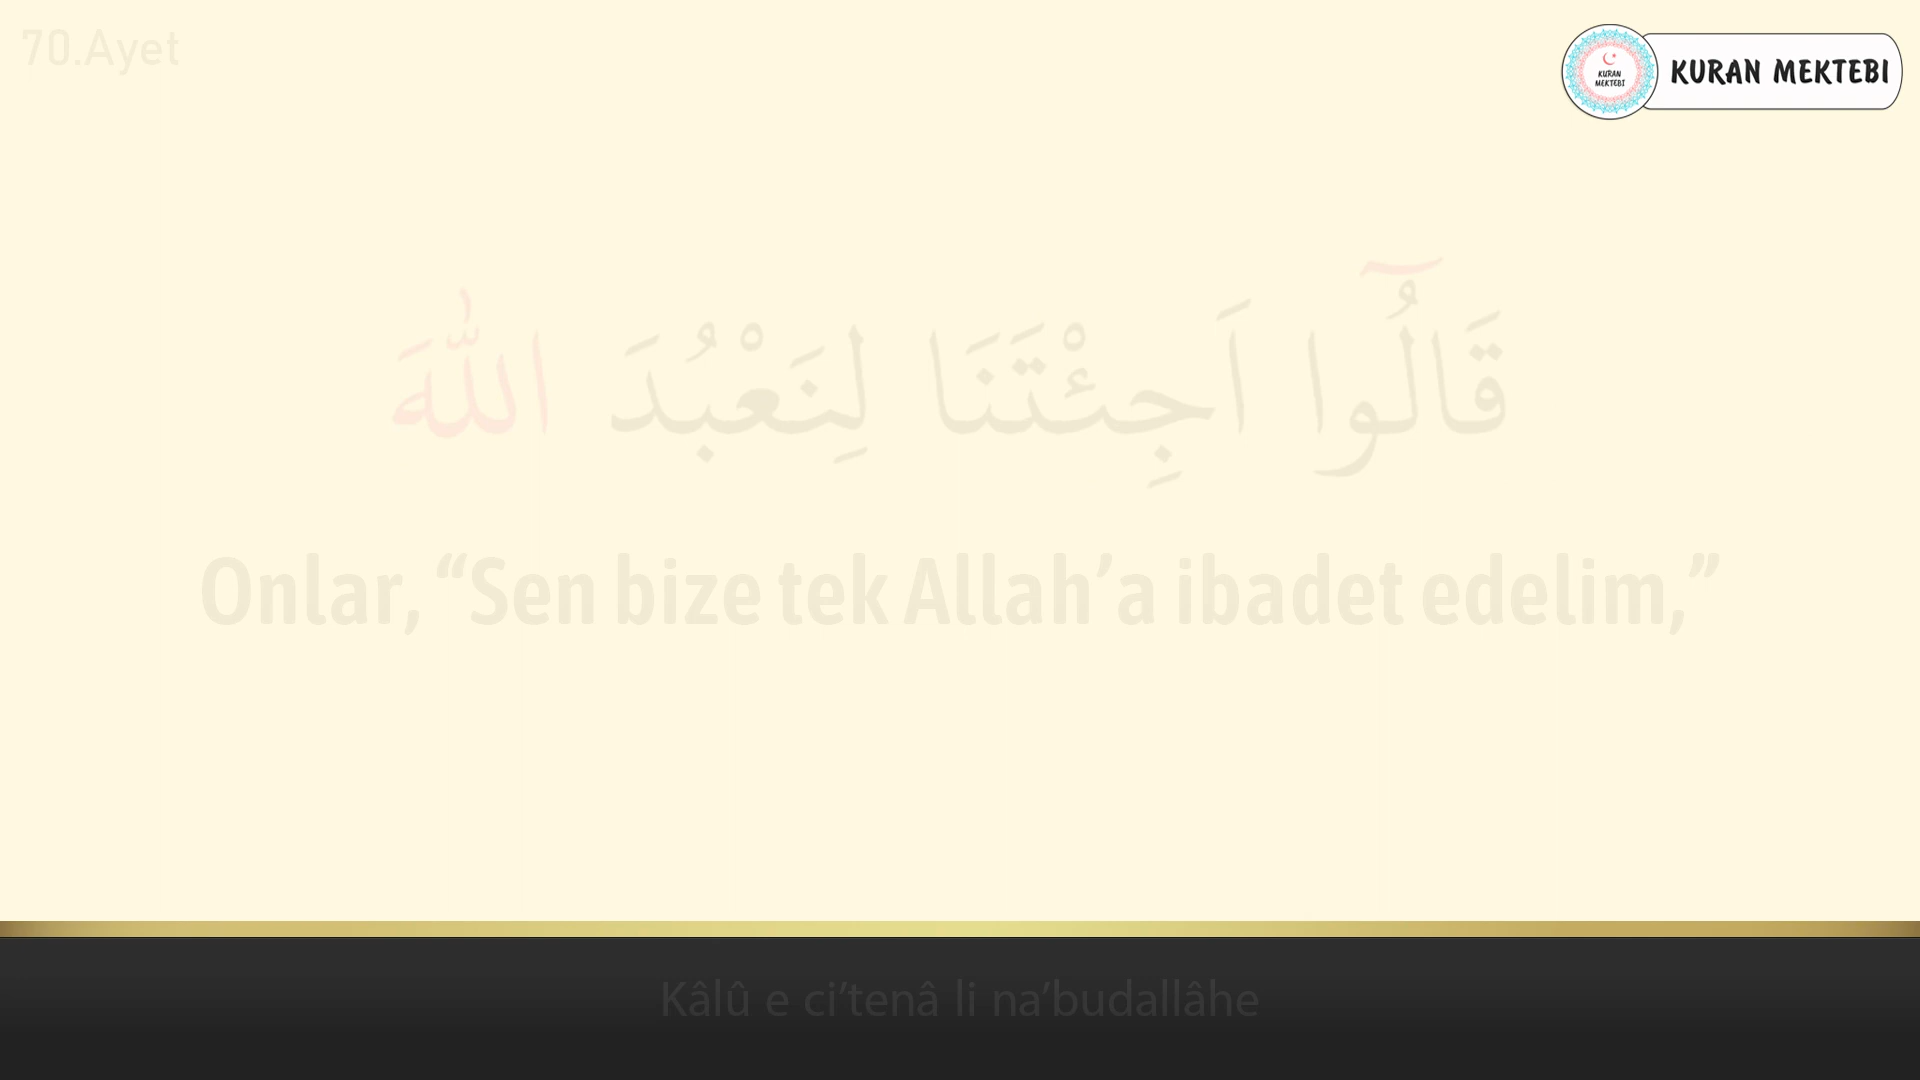 70.Ayet
KURAN MEKTEBI
KURAN
MEKTEBI
قَالُٓوا اَجِئْتَنَا لِنَعْبُدَ اللّٰهَ
Onlar, “Sen bize tek Allah’a ibadet edelim,”
Kâlû e ci’tenâ li na’budallâhe